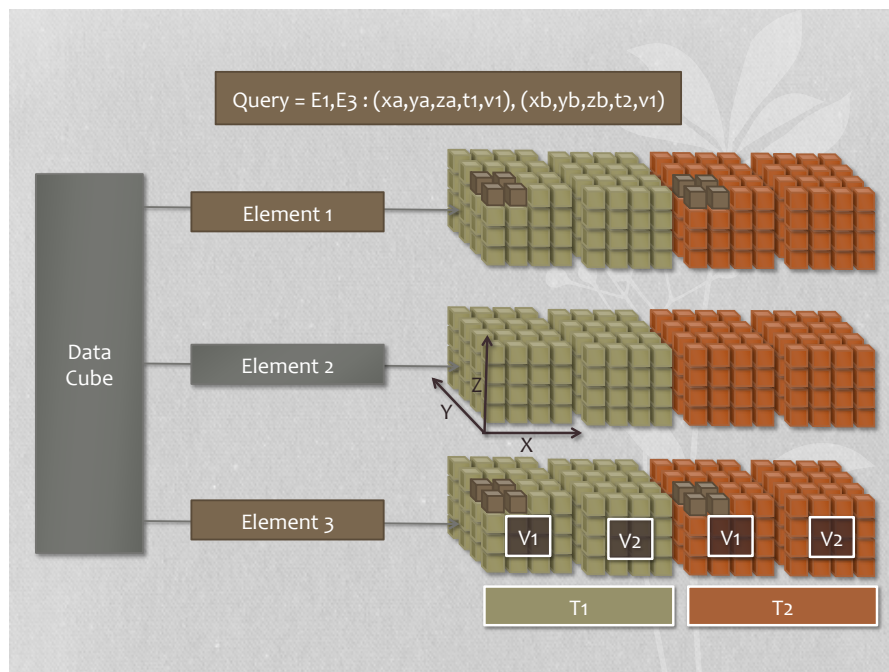 Query = E1,E3 : (xa,ya,za,t1,v1), (xb,yb,zb,t2,v1)
Element 1
Data
Cube
Element 2
Z
Y
X
Element 3
V1
V2
V1
V2
T1
T2